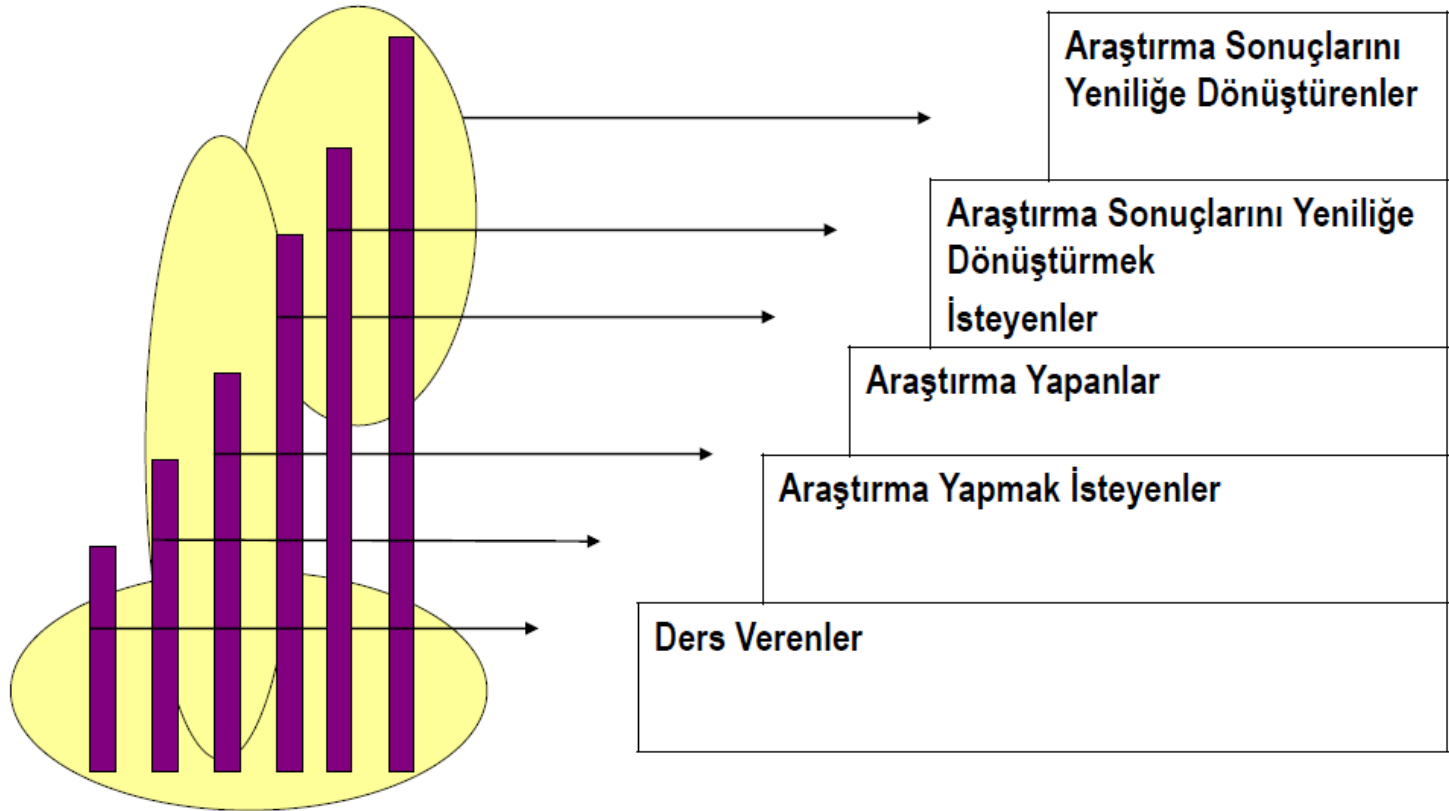 Araştırma Sonuçlarını
Yeniliğe Dönüştürenler
Araştırma Sonuçlarını Yeniliğe
Dönüştürmek
İsteyenler
Araştırma Yapanlar
Araştırma Yapmak İsteyenler
Ders Verenler